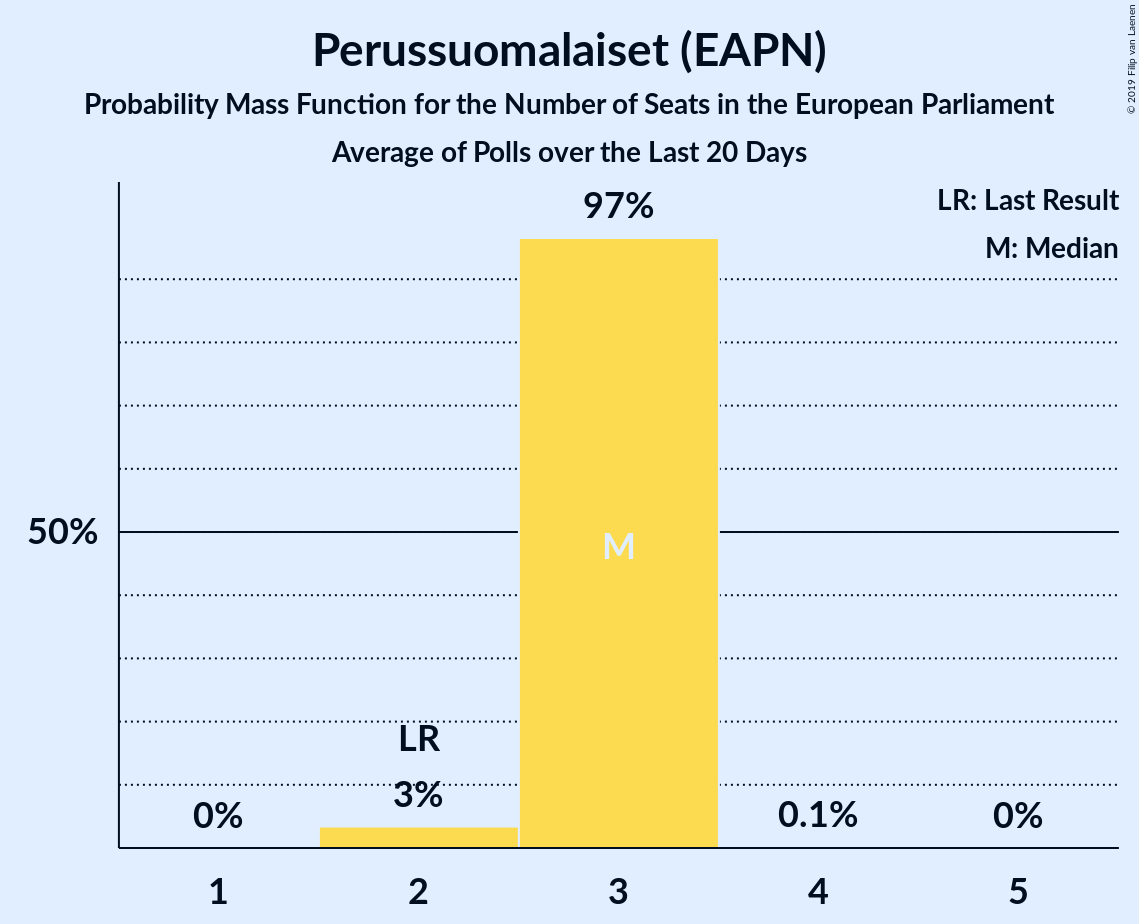 Perussuomalaiset (EAPN)
Probability Mass Function for the Number of Seats in the European Parliament
Average of Polls over the Last 20 Days
© 2019 Filip van Laenen
LR: Last Result
M: Median
97%
50%
M
LR
3%
0%
0.1%
0%
1
2
3
4
5